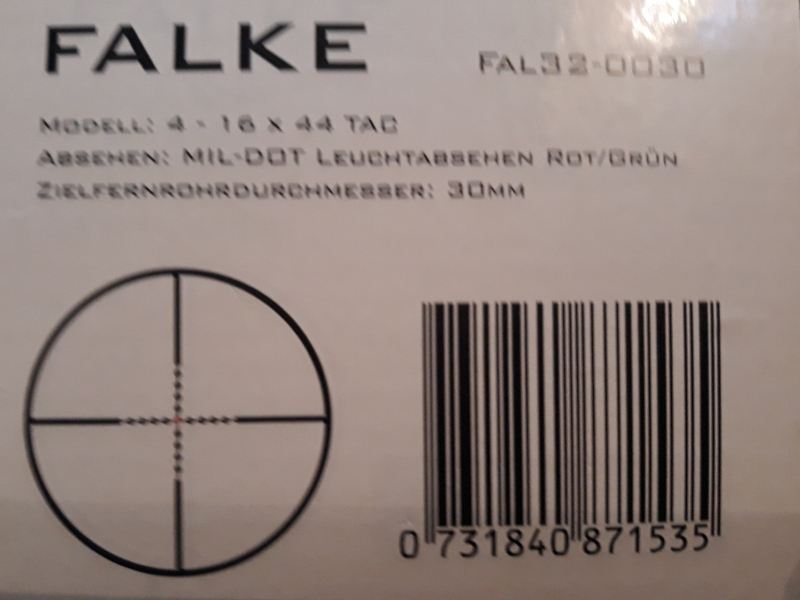 FALKE
FAL32-0030
MODELL: 4 - 16 X 44 TAC
ABSEHEN: MIL-DOT LEUCHTABSEHEN ROT/GRÜN
ZIELFERNROHRDURCHMESSER: 30MM
0 731840 871535